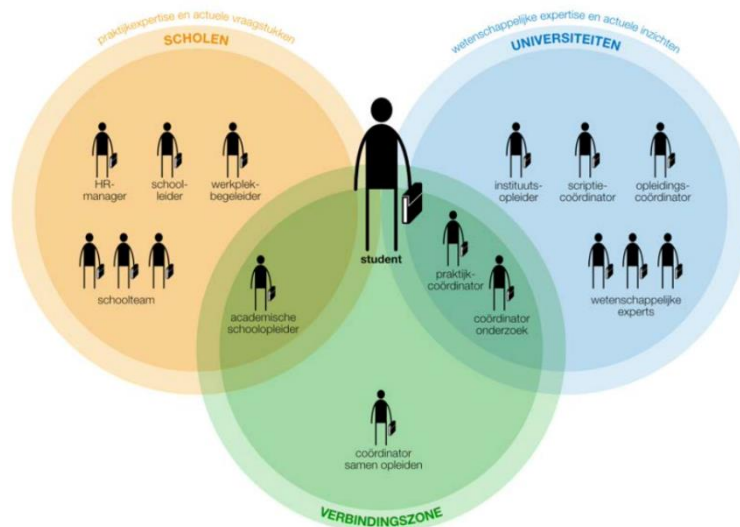 praktijkexpertise en actuele vraagstukken
SCHOLEN
wetenschappelijke expertise en actuele inzichten
UNIVERSITEITEN
HR-
manager
school-
leider
werkplek-
begeleider
instituuts-
opleider
scriptie-
coördinator
opleidings-
coördinator
student
praktijk-
coördinator
schoolteam
academische
schoolopleider
coördinator
onderzoek
wetenschappelijke
experts
coördinator
samen opleiden
VERBINDINGSZONE